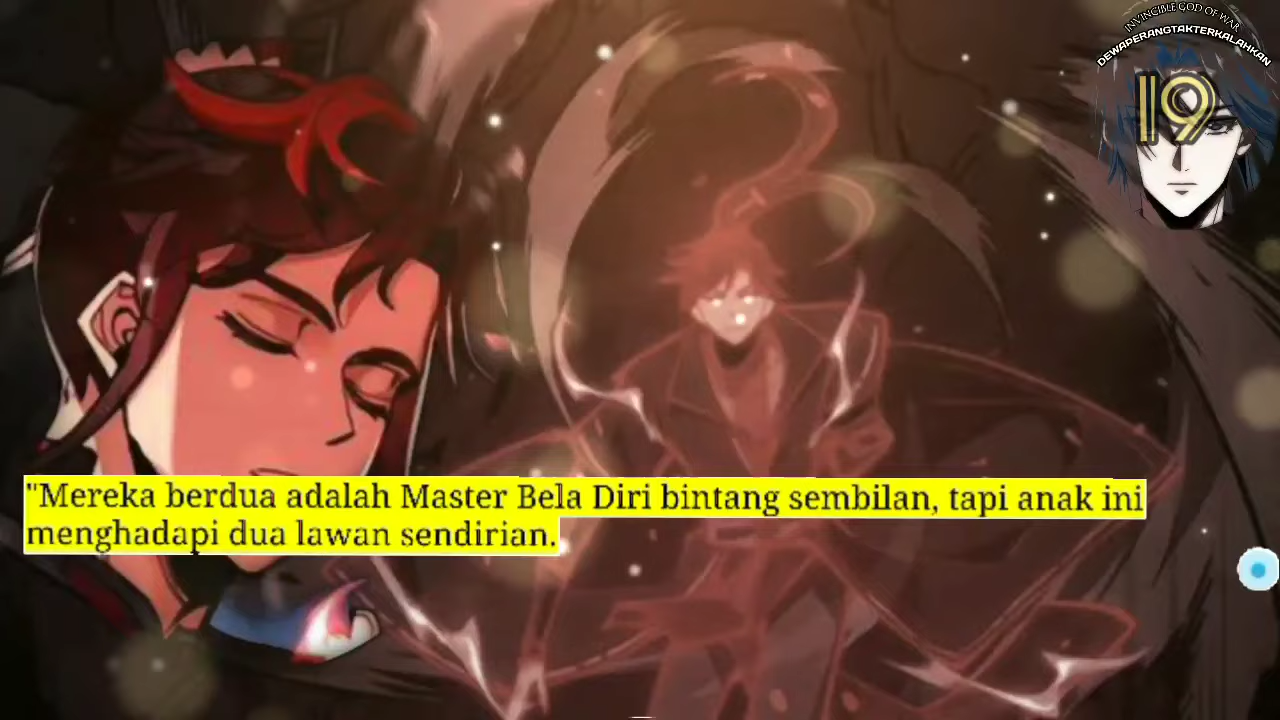 INVINCIBLE GOD OF WAR
DEWAPERANGTAKTERKALAHKAN
19
"Mereka berdua adalah Master Bela Diri bintang sembilan, tapi anak ini
menghadapi dua lawan sendirian.